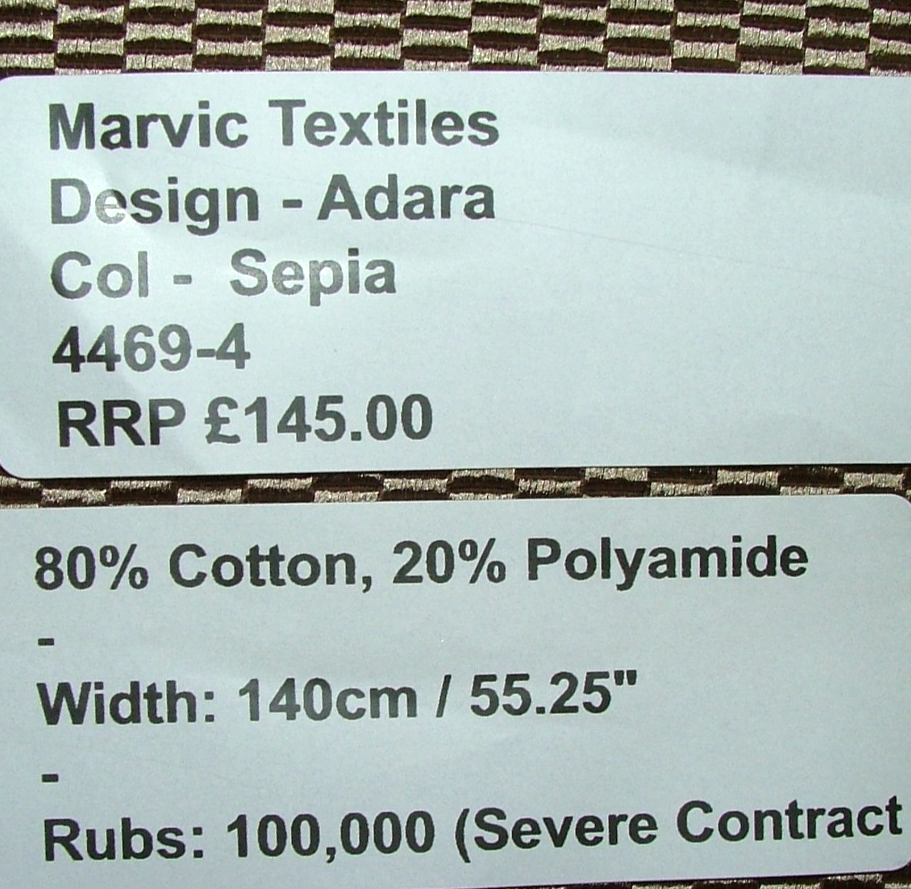 Marvic Textiles
Design - Adara
Col - Sepia
4469-4
RRP £145.00
80% Cotton, 20% Polyamide
-
Width: 140cm / 55.25"
-
Rubs: 100,000 (Severe Contract